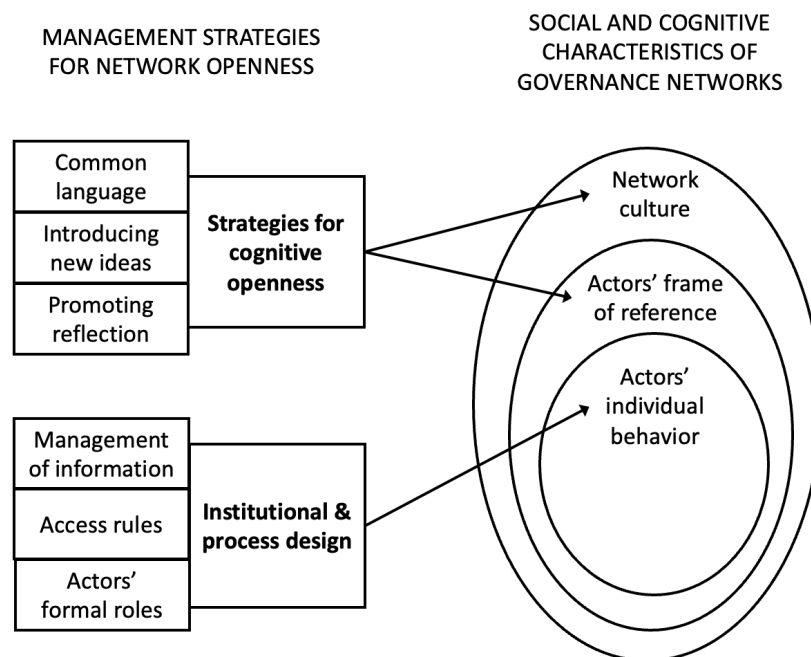 MANAGEMENT STRATEGIES
FOR NETWORK OPENNESS
SOCIAL AND COGNITIVE
CHARACTERISTICS OF
GOVERNANCE NETWORKS
Common
language
Introducing
new ideas
Promoting
reflection
Strategies for
cognitive
openness
Management
of information
Access rules
Actors’
formal roles
Institutional &
process design
Network
culture
Actors’ frame
of reference
Actors’
individual
behavior